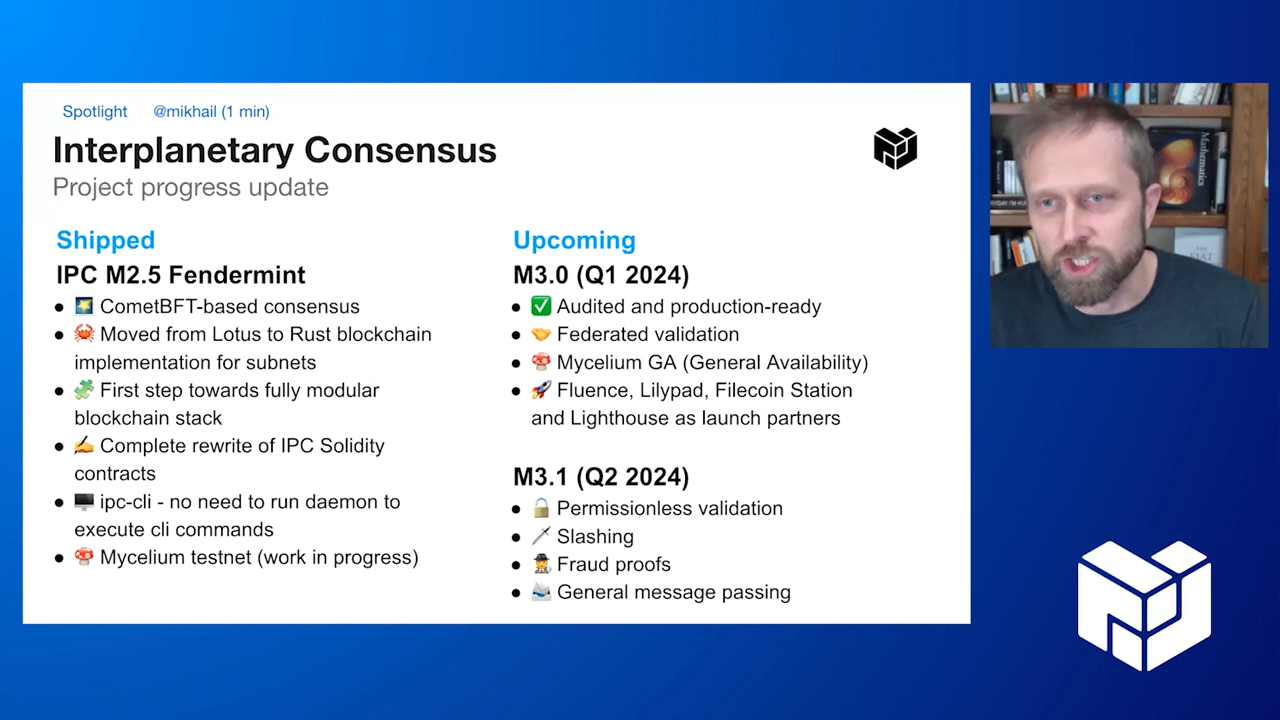 Spotlight @mikhail (1 min)
Interplanetary Consensus
Project progress update
Shipped
IPC M2.5 Fendermint
• 🌠 CometBFT-based consensus
• 🦀 Moved from Lotus to Rust blockchain
implementation for subnets
• 🧩 First step towards fully modular
blockchain stack
• ✍️ Complete rewrite of IPC Solidity
contracts
• 🖥️ ipc-cli - no need to run daemon to
execute cli commands
• 🍄 Mycelium testnet (work in progress)
Upcoming
M3.0 (Q1 2024)
• ✅ Audited and production-ready
• 🤝 Federated validation
• 🍄 Mycelium GA (General Availability)
• 🚀 Fluence, Lilypad, Filecoin Station
and Lighthouse as launch partners
M3.1 (Q2 2024)
• 🔓 Permissionless validation
• 🗡️ Slashing
• 🕵️ Fraud proofs
• 📨 General message passing
Mathematics